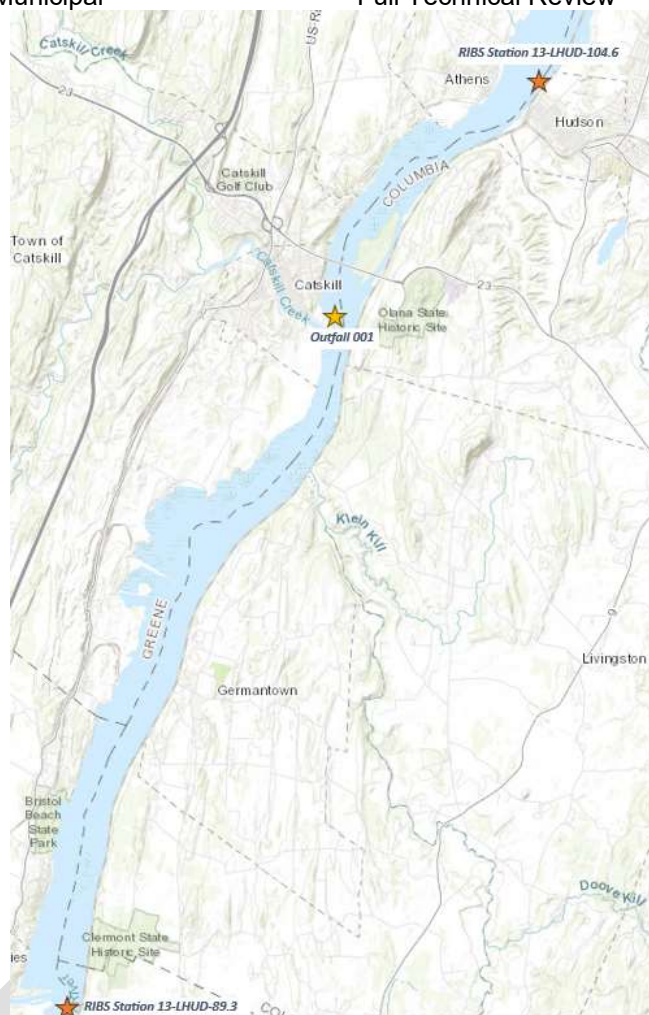 Municipal Full Technical Review
Catskill Creek
RIBS Station 13-LHUD-104.6
Athens
23
Hudson
Catskill
Golf Club
COLUMBIA
Town of
Catskill
Catskill Creek
Catskill
23
Olana State
Historic Site
Outfall 001
Klein Kill
GREENE
9
Livingston
Germantown
Bristol
Beach
State
Park
Doove Kill
Clermont State
Historic Site
RIBS Station 13-LHUD-89.3